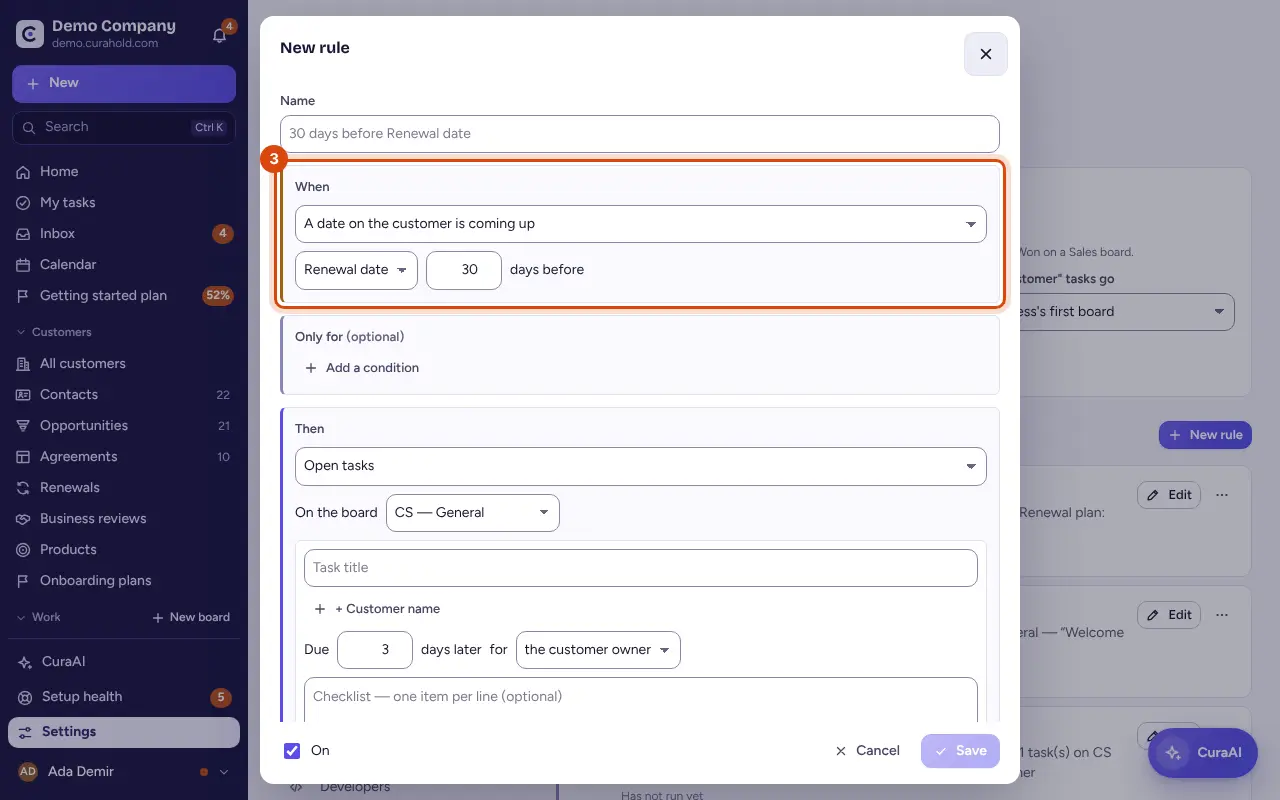 Demo Company
demo.curahold.com
4
New
Search
Ctrl K
Home
My tasks
Inbox
4
Calendar
Getting started plan
52%
Customers
All customers
Contacts
22
Opportunities
21
Agreements
10
Renewals
Business reviews
Products
Onboarding plans
Work
+ New board
CuraAI
Setup health
5
Settings
AD
Ada Demir
New rule
Name
30 days before Renewal date
3
When
A date on the customer is coming up
Renewal date
30
days before
Only for (optional)
+ Add a condition
Then
Open tasks
On the board
CS — General
Task title
+ + Customer name
Due
3
days later
for
the customer owner
Checklist — one item per line (optional)
On
Cancel
Save
Won on a Sales board.
stomer" tasks go
ess's first board
+ New rule
Edit
Renewal plan:
Edit
eral — "Welcome
1 task(s) on CS
mer
CuraAI
Developers
Has not run yet